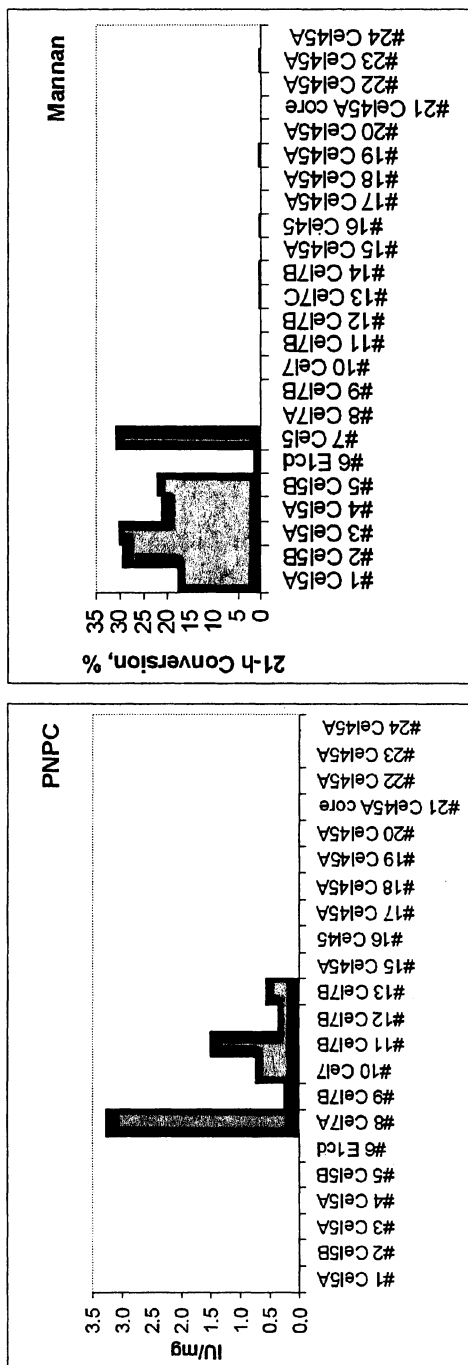 PNPC
IU/mg
3.5
3.0
2.5
2.0
1.5
1.0
0.5
0.0
#1 Cel5A
#2 Cel5B
#3 Cel5A
#4 Cel5A
#5 Cel5B
#6 E1cd
#8 Cel7A
#9 Cel7B
#10 Cel7
#11 Cel7B
#12 Cel7B
#13 Cel7B
#15 Cel45A
#16 Cel45
#17 Cel45A
#18 Cel45A
#19 Cel45A
#20 Cel45A
#21 Cel45A core
#22 Cel45A
#23 Cel45A
#24 Cel45A
Mannan
21-h Conversion, %
35
30
25
20
15
10
5
0
#1 Cel5A
#2 Cel5B
#3 Cel5A
#4 Cel5A
#5 Cel5B
#6 E1cd
#7 Cel5
#8 Cel7A
#9 Cel7B
#10 Cel7
#11 Cel7B
#12 Cel7B
#13 Cel7C
#14 Cel7B
#15 Cel45A
#16 Cel45
#17 Cel45A
#18 Cel45A
#19 Cel45A
#20 Cel45A
#21 Cel45A core
#22 Cel45A
#23 Cel45A
#24 Cel45A